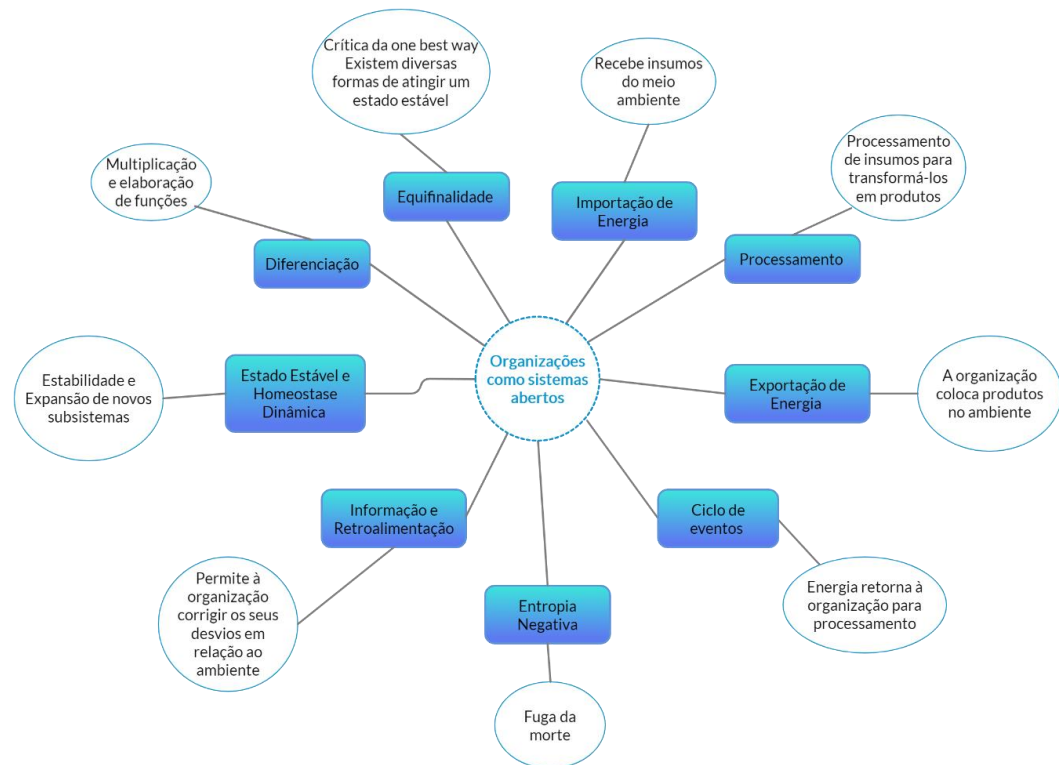 Organizações
como sistemas
abertos
Importação de
Energia
Recebe insumos
do meio
ambiente
Processamento
Processamento
de insumos para
transformá-los
em produtos
Exportação de
Energia
A organização
coloca produtos
no ambiente
Ciclo de
eventos
Energia retorna à
organização para
processamento
Entropia
Negativa
Fuga da
morte
Informação e
Retroalimentação
Permite à
organização
corrigir os seus
desvios em
relação ao
ambiente
Estado Estável e
Homeostase
Dinâmica
Estabilidade e
Expansão de novos
subsistemas
Diferenciação
Multiplicação
e elaboração
de funções
Equifinalidade
Crítica da one best way
Existem diversas
formas de atingir um
estado estável